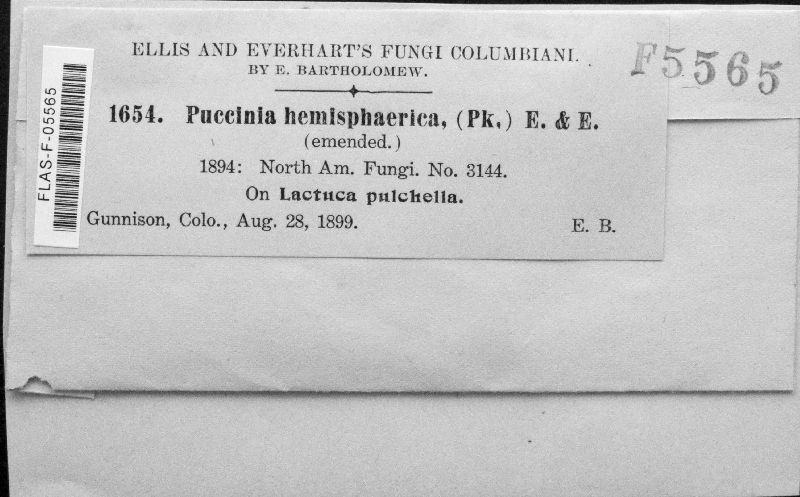 ELLIS AND EVERHART'S FUNGI COLUMBIANI.
BY E. BARTHOLOMEW.
F5565
1654. Puccinia hemisphaerica, (Pk.) E. & E.
(emended.)
1894: North Am. Fungi. No. 3144.
On Lactuca pulchella.
Gunnison, Colo., Aug. 28, 1899. E. B.
FLAS-F-05565